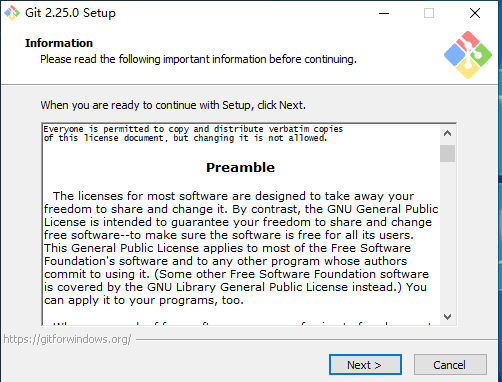 Git 2.25.0 Setup
Information
Please read the following important information before continuing.
When you are ready to continue with Setup, click Next.
Everyone is permitted to copy and distribute verbatim copies
of this license document, but changing it is not allowed.
Preamble
The licenses for most software are designed to take away your
freedom to share and change it. By contrast, the GNU General Public
License is intended to guarantee your freedom to share and change
free software--to make sure the software is free for all its users.
This General Public License applies to most of the Free Software
Foundation's software and to any other program whose authors
commit to using it. (Some other Free Software Foundation software
is covered by the GNU Library General Public License instead.) You
can apply it to your programs, too.
https://gitforwindows.org/
Next >
Cancel